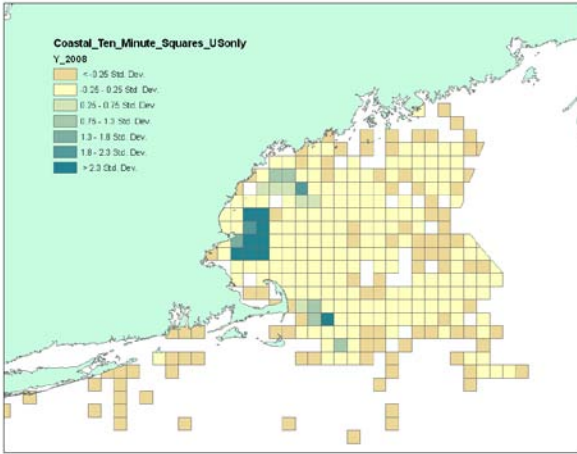 Coastal_Ten_Minute_Squares_USonly
Y_2008
< -0.25 Std. Dev.
-0.25 - 0.25 Std. Dev.
0.25 - 0.75 Std. Dev.
0.75 - 1.3 Std. Dev.
1.3 - 1.8 Std. Dev.
1.8 - 2.3 Std. Dev.
> 2.3 Std. Dev.